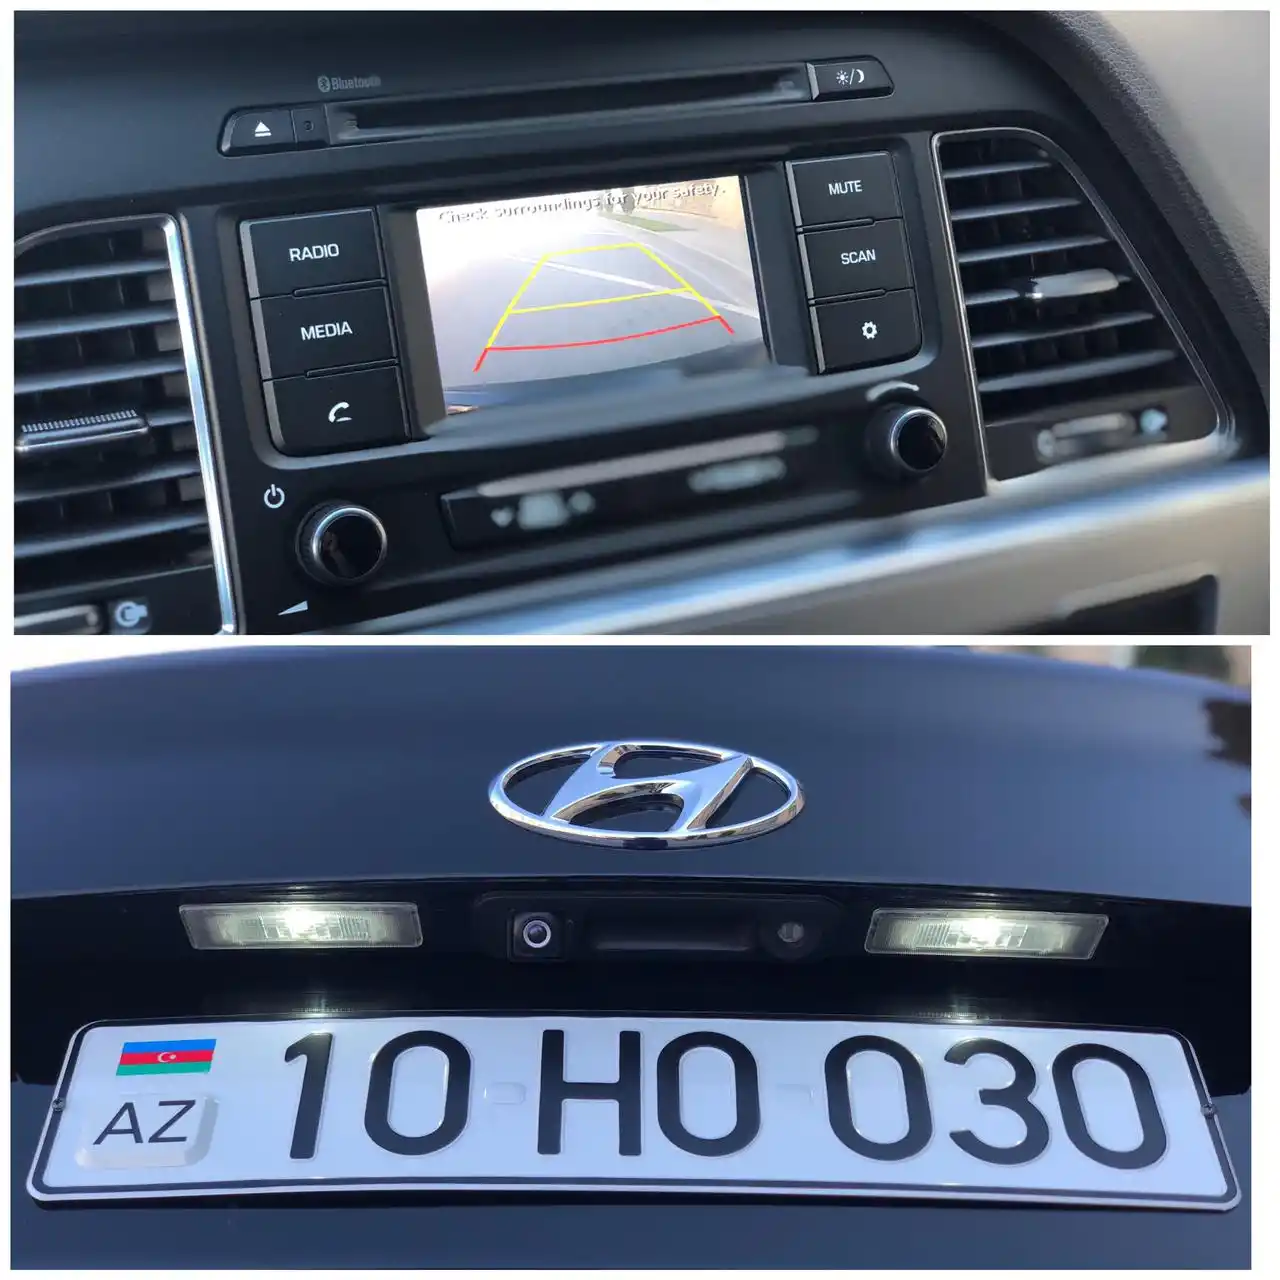 Bluetooth
Check surroundings for your safety.
RADIO
MEDIA
MUTE
SCAN
AZ
10 HO 030